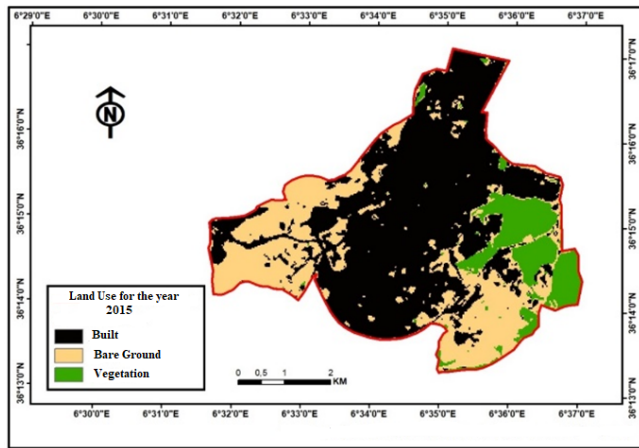 6°29'0"E 6°30'0"E 6°31'0"E 6°32'0"E 6°33'0"E 6°34'0"E 6°35'0"E 6°36'0"E 6°37'0"E
36°17'0"N
36°16'0"N 36°16'0"N
36°15'0"N 36°15'0"N
36°14'0"N 36°14'0"N
36°13'0"N 36°13'0"N
N
Land Use for the year
2015
Built
Bare Ground
Vegetation
0 0,5 1 2
KM
6°30'0"E 6°31'0"E 6°32'0"E 6°33'0"E 6°34'0"E 6°35'0"E 6°36'0"E 6°37'0"E